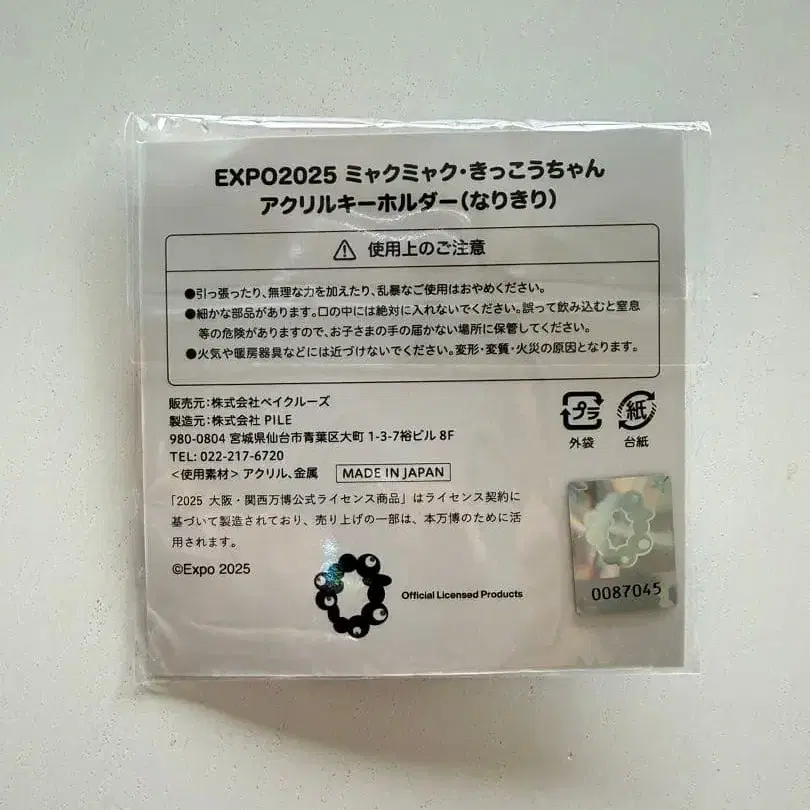 EXPO2025 ミャクミャク・きっこうちゃん
アクリルキーホルダー(なりきり)
使用上のご注意
●引っ張ったり、無理な力を加えたり、乱暴なご使用はおやめください。
●細かな部品があります。口の中には絶対に入れないでください。誤って飲み込むと窒息
等の危険がありますので、お子さまの手の届かない場所に保管してください。
●火気や暖房器具などには近づけないでください。変形・変質・火災の原因となります。
販売元:株式会社ベイクルーズ
製造元:株式会社 PILE
980-0804 宮城県仙台市青葉区大町 1-3-7裕ビル 8F
TEL: 022-217-6720
<使用素材> アクリル、金属
MADE IN JAPAN
プラ
外袋
紙
台紙
「2025 大阪・関西万博公式ライセンス商品」はライセンス契約に
基づいて製造されており、売り上げの一部は、本万博のために活
用されます。
©Expo 2025
Official Licensed Products
0087045